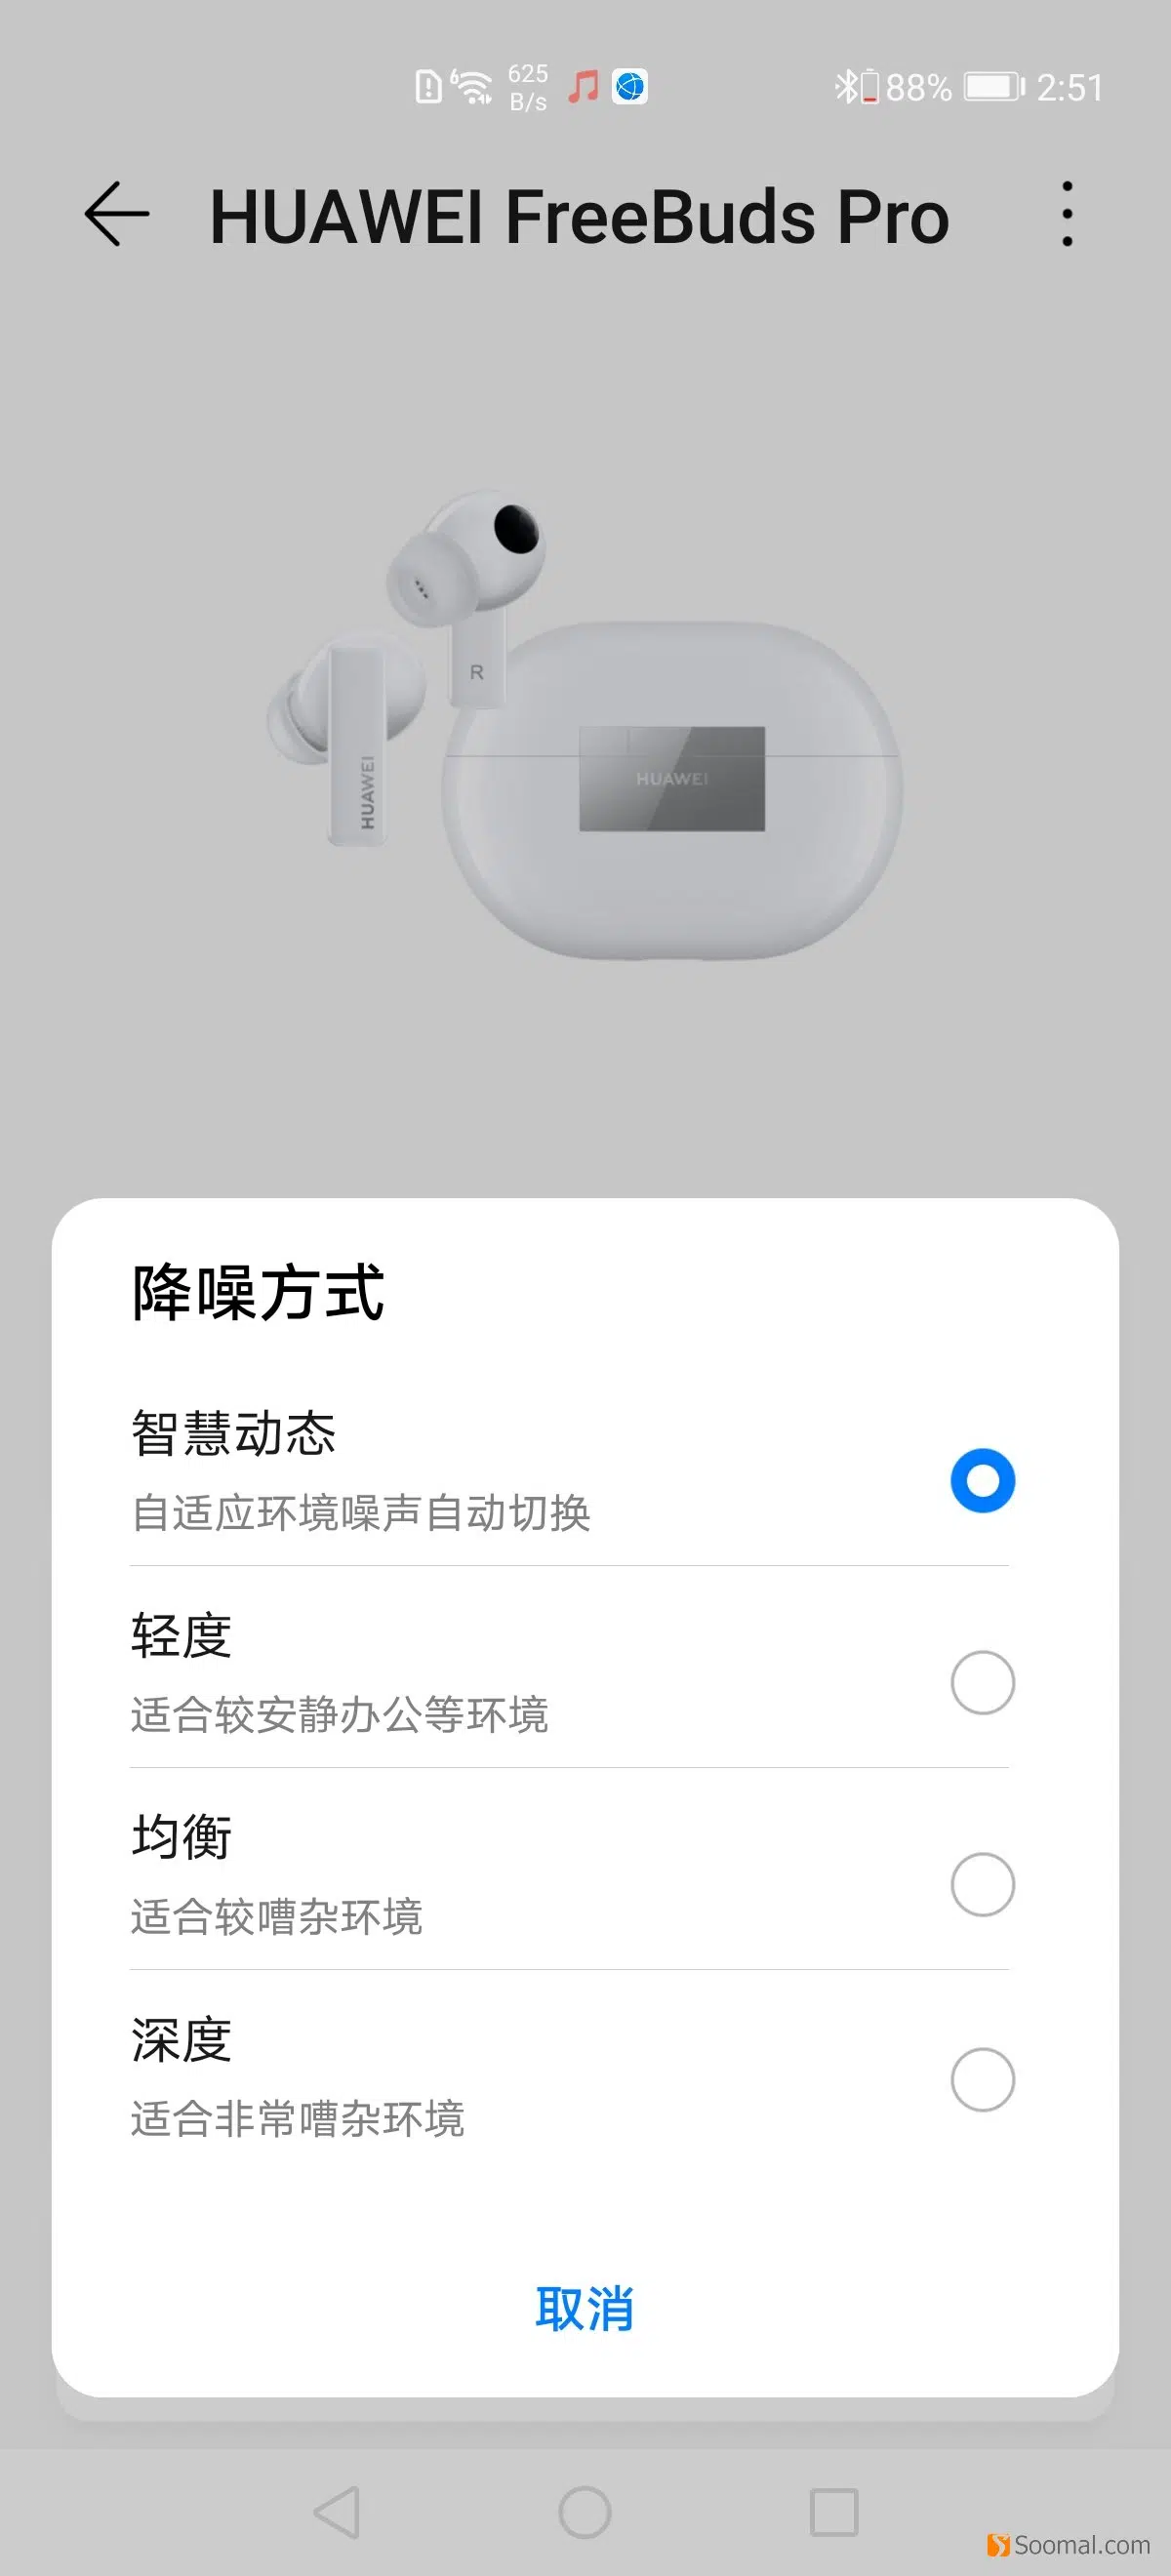 625
B/s
88%
2:51
HUAWEI FreeBuds Pro
R
HUAWEI
HUAWEI
降噪方式
智慧动态
自适应环境噪声自动切换
轻度
适合较安静办公等环境
均衡
适合较嘈杂环境
深度
适合非常嘈杂环境
取消
Soomal.com